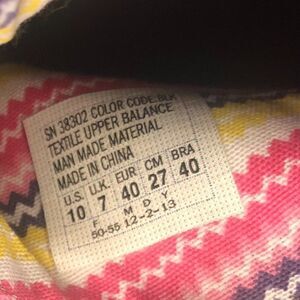 SN 38302 COLOR CODE:BLK
TEXTILE UPPER BALANCE
MAN MADE MATERIAL
MADE IN CHINA
U.S. U.K. EUR CM BRA
10 7 40 27 40
F M D
50-55 12-2-13